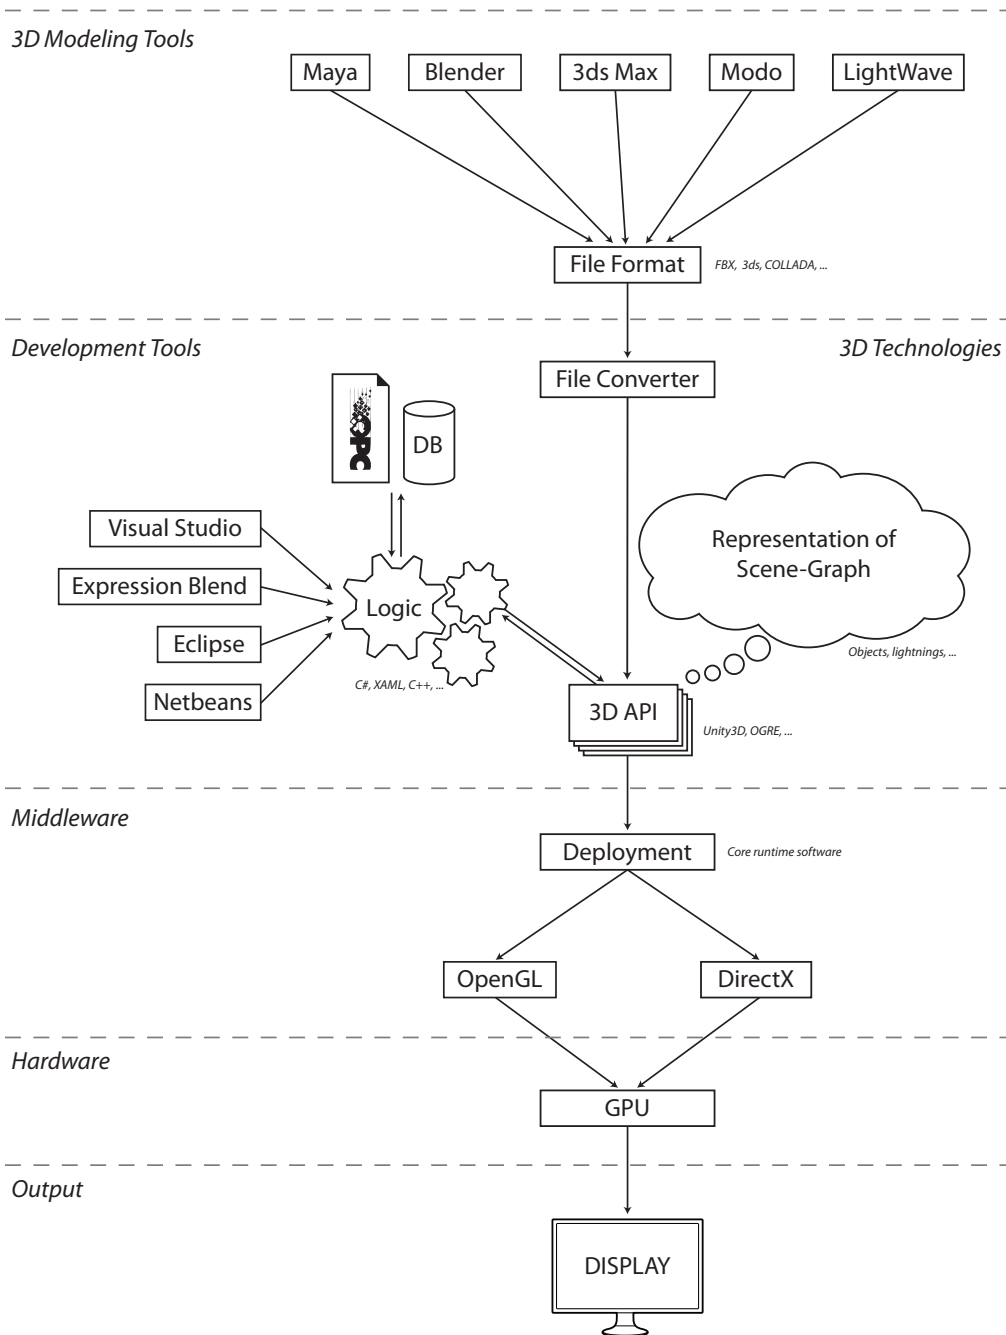 3D Modeling Tools
Maya
Blender
3ds Max
Modo
LightWave
File Format
FBX, 3ds, COLLADA, ...
Development Tools
3D Technologies
File Converter
OPC
DB
Visual Studio
Expression Blend
Eclipse
Netbeans
Logic
C#, XAML, C++, ...
Representation of
Scene-Graph
Objects, lightnings, ...
3D API
Unity3D, OGRE, ...
Middleware
Deployment
Core runtime software
OpenGL
DirectX
Hardware
GPU
Output
DISPLAY